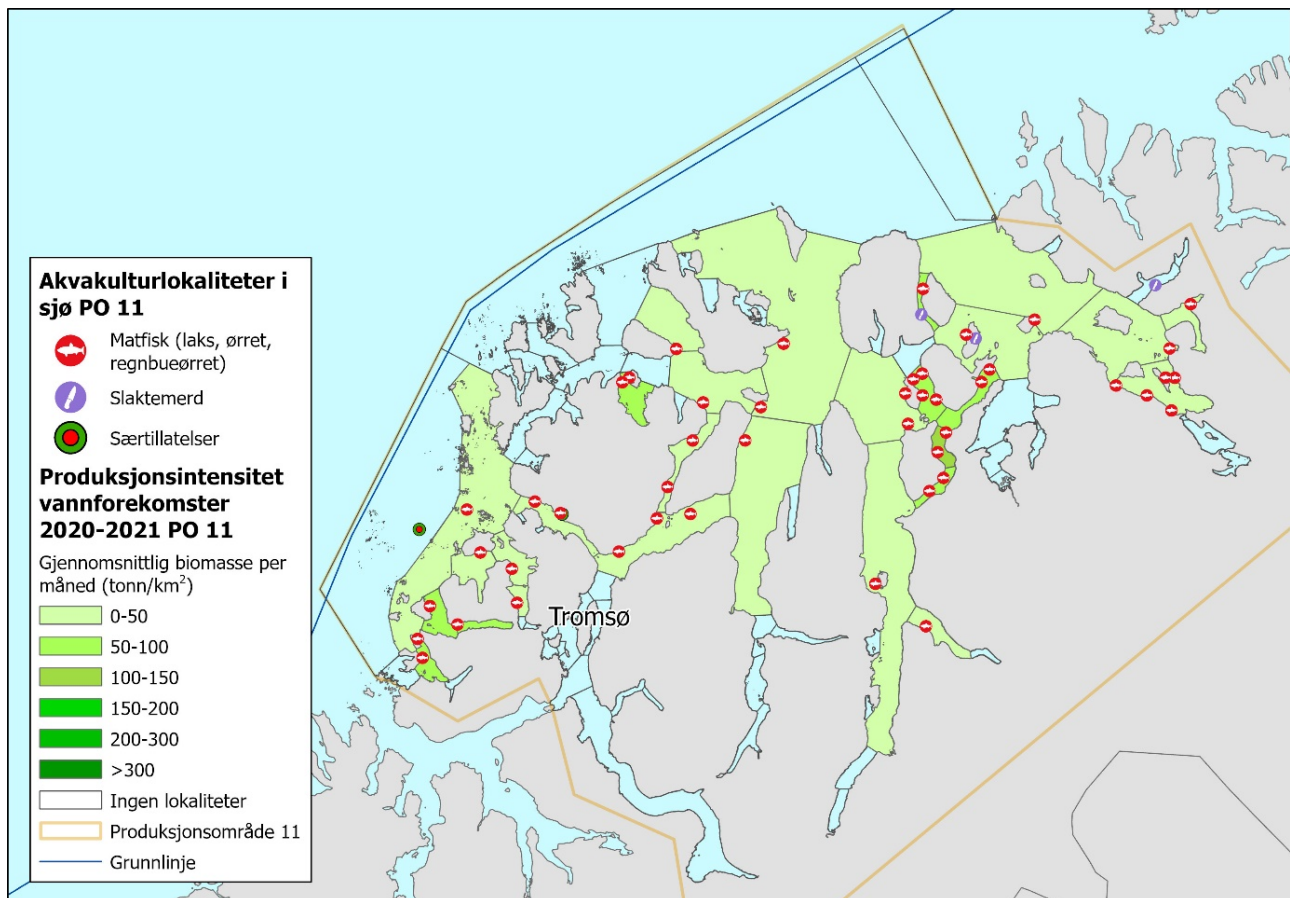 Akvakulturlokaliteter i
sjø PO 11
Matfisk (laks, ørret,
regnbueørret)
Slaktemerd
Særtillatelser
Produksjonsintensitet
vannforekomster
2020-2021 PO 11
Gjennomsnittlig biomasse per
måned (tonn/km²)
0-50
50-100
100-150
150-200
200-300
>300
Ingen lokaliteter
Produksjonsområde 11
Grunnlinje
Tromsø